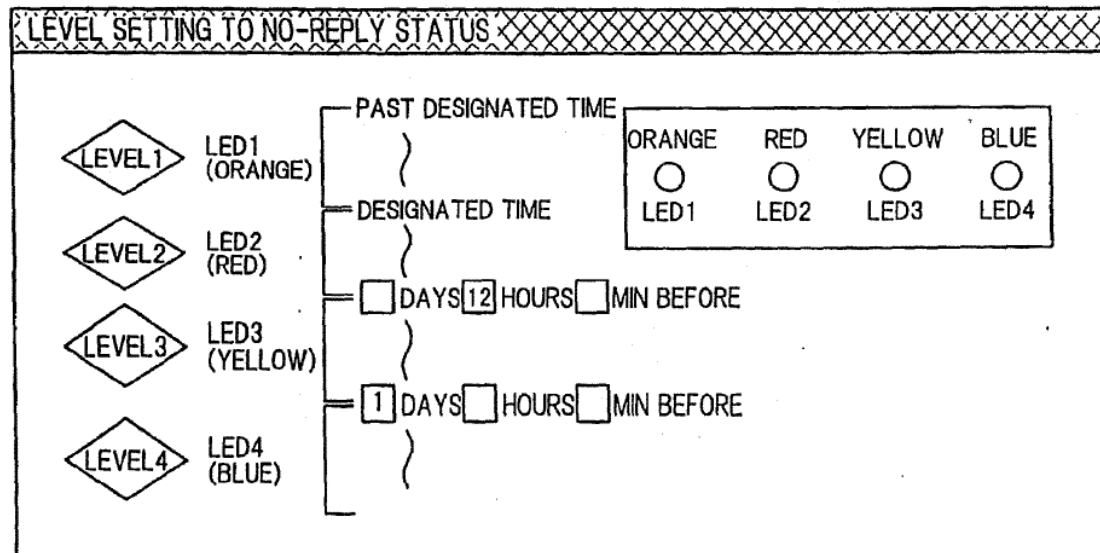 LEVEL SETTING TO NO-REPLY STATUS
PAST DESIGNATED TIME
LEVEL1
LED1
(ORANGE)
DESIGNATED TIME
LEVEL2
LED2
(RED)
DAYS 12 HOURS MIN BEFORE
LEVEL3
LED3
(YELLOW)
1 DAYS HOURS MIN BEFORE
LEVEL4
LED4
(BLUE)
ORANGE RED YELLOW BLUE
LED1 LED2 LED3 LED4